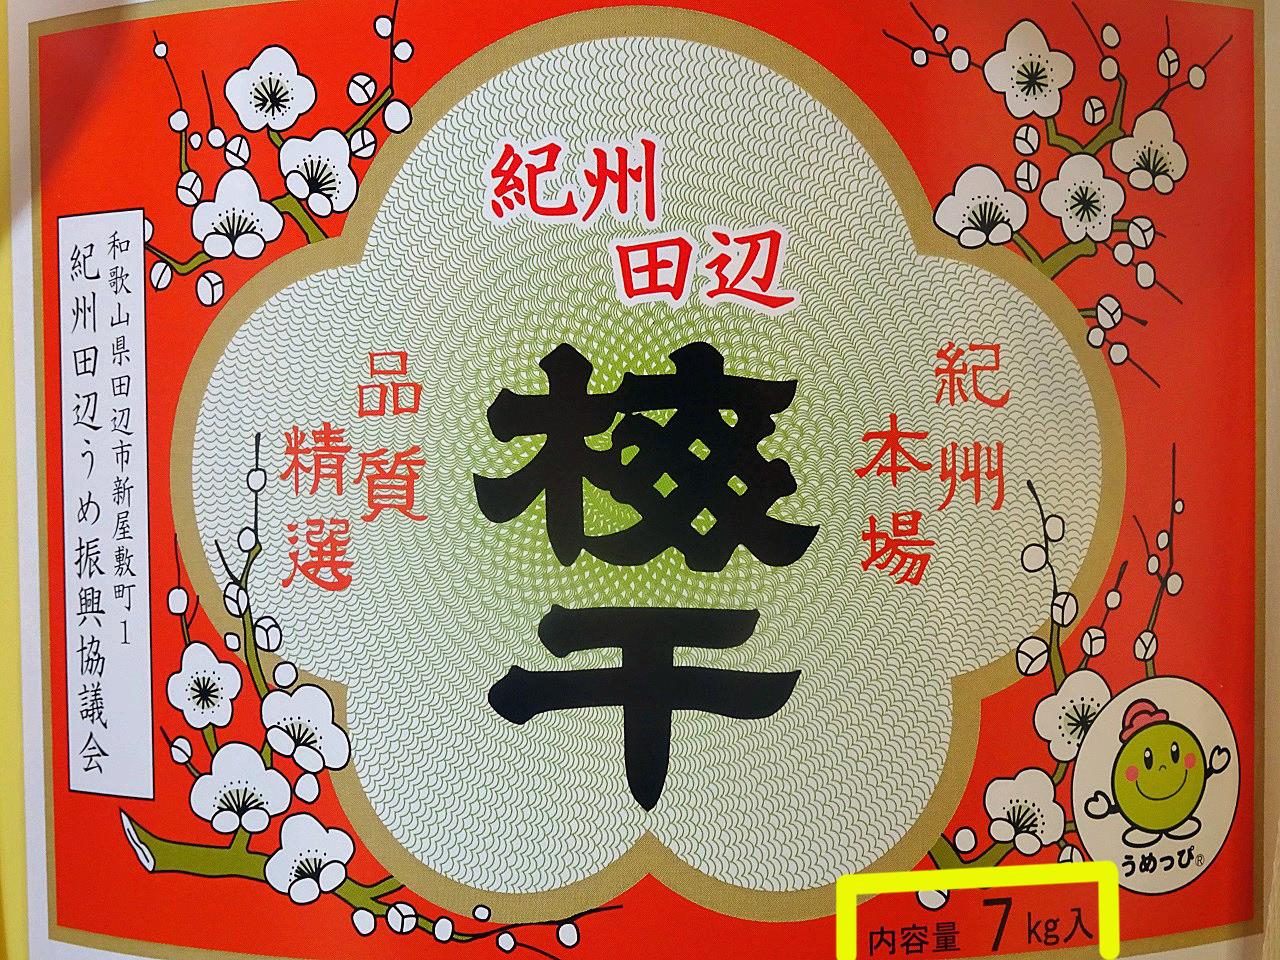 紀州
田辺
梅干
紀州
本場
品質
精選
和歌山県田辺市新屋敷町1
紀州田辺うめ振興協議会
うめっぴ®
内容量 7kg入